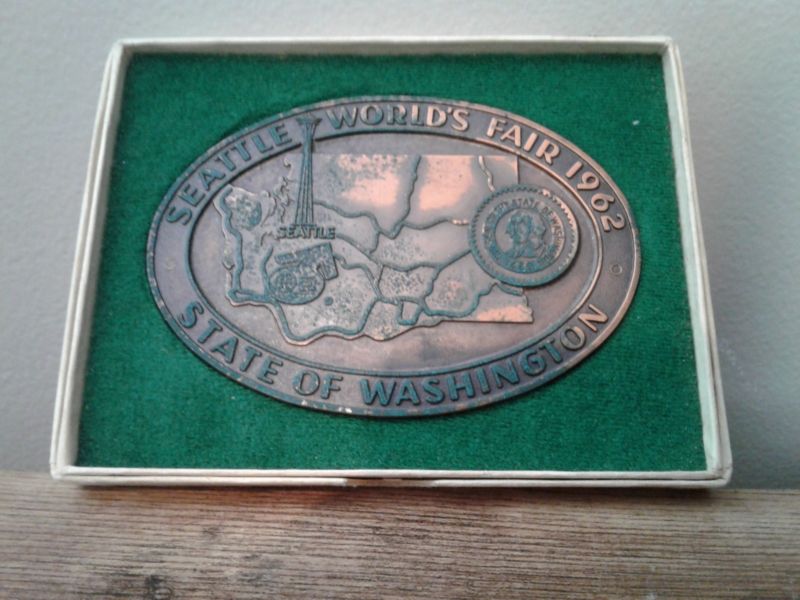 SEATTLE WORLD'S FAIR 1962
SEATTLE
STATE OF WASHINGTON